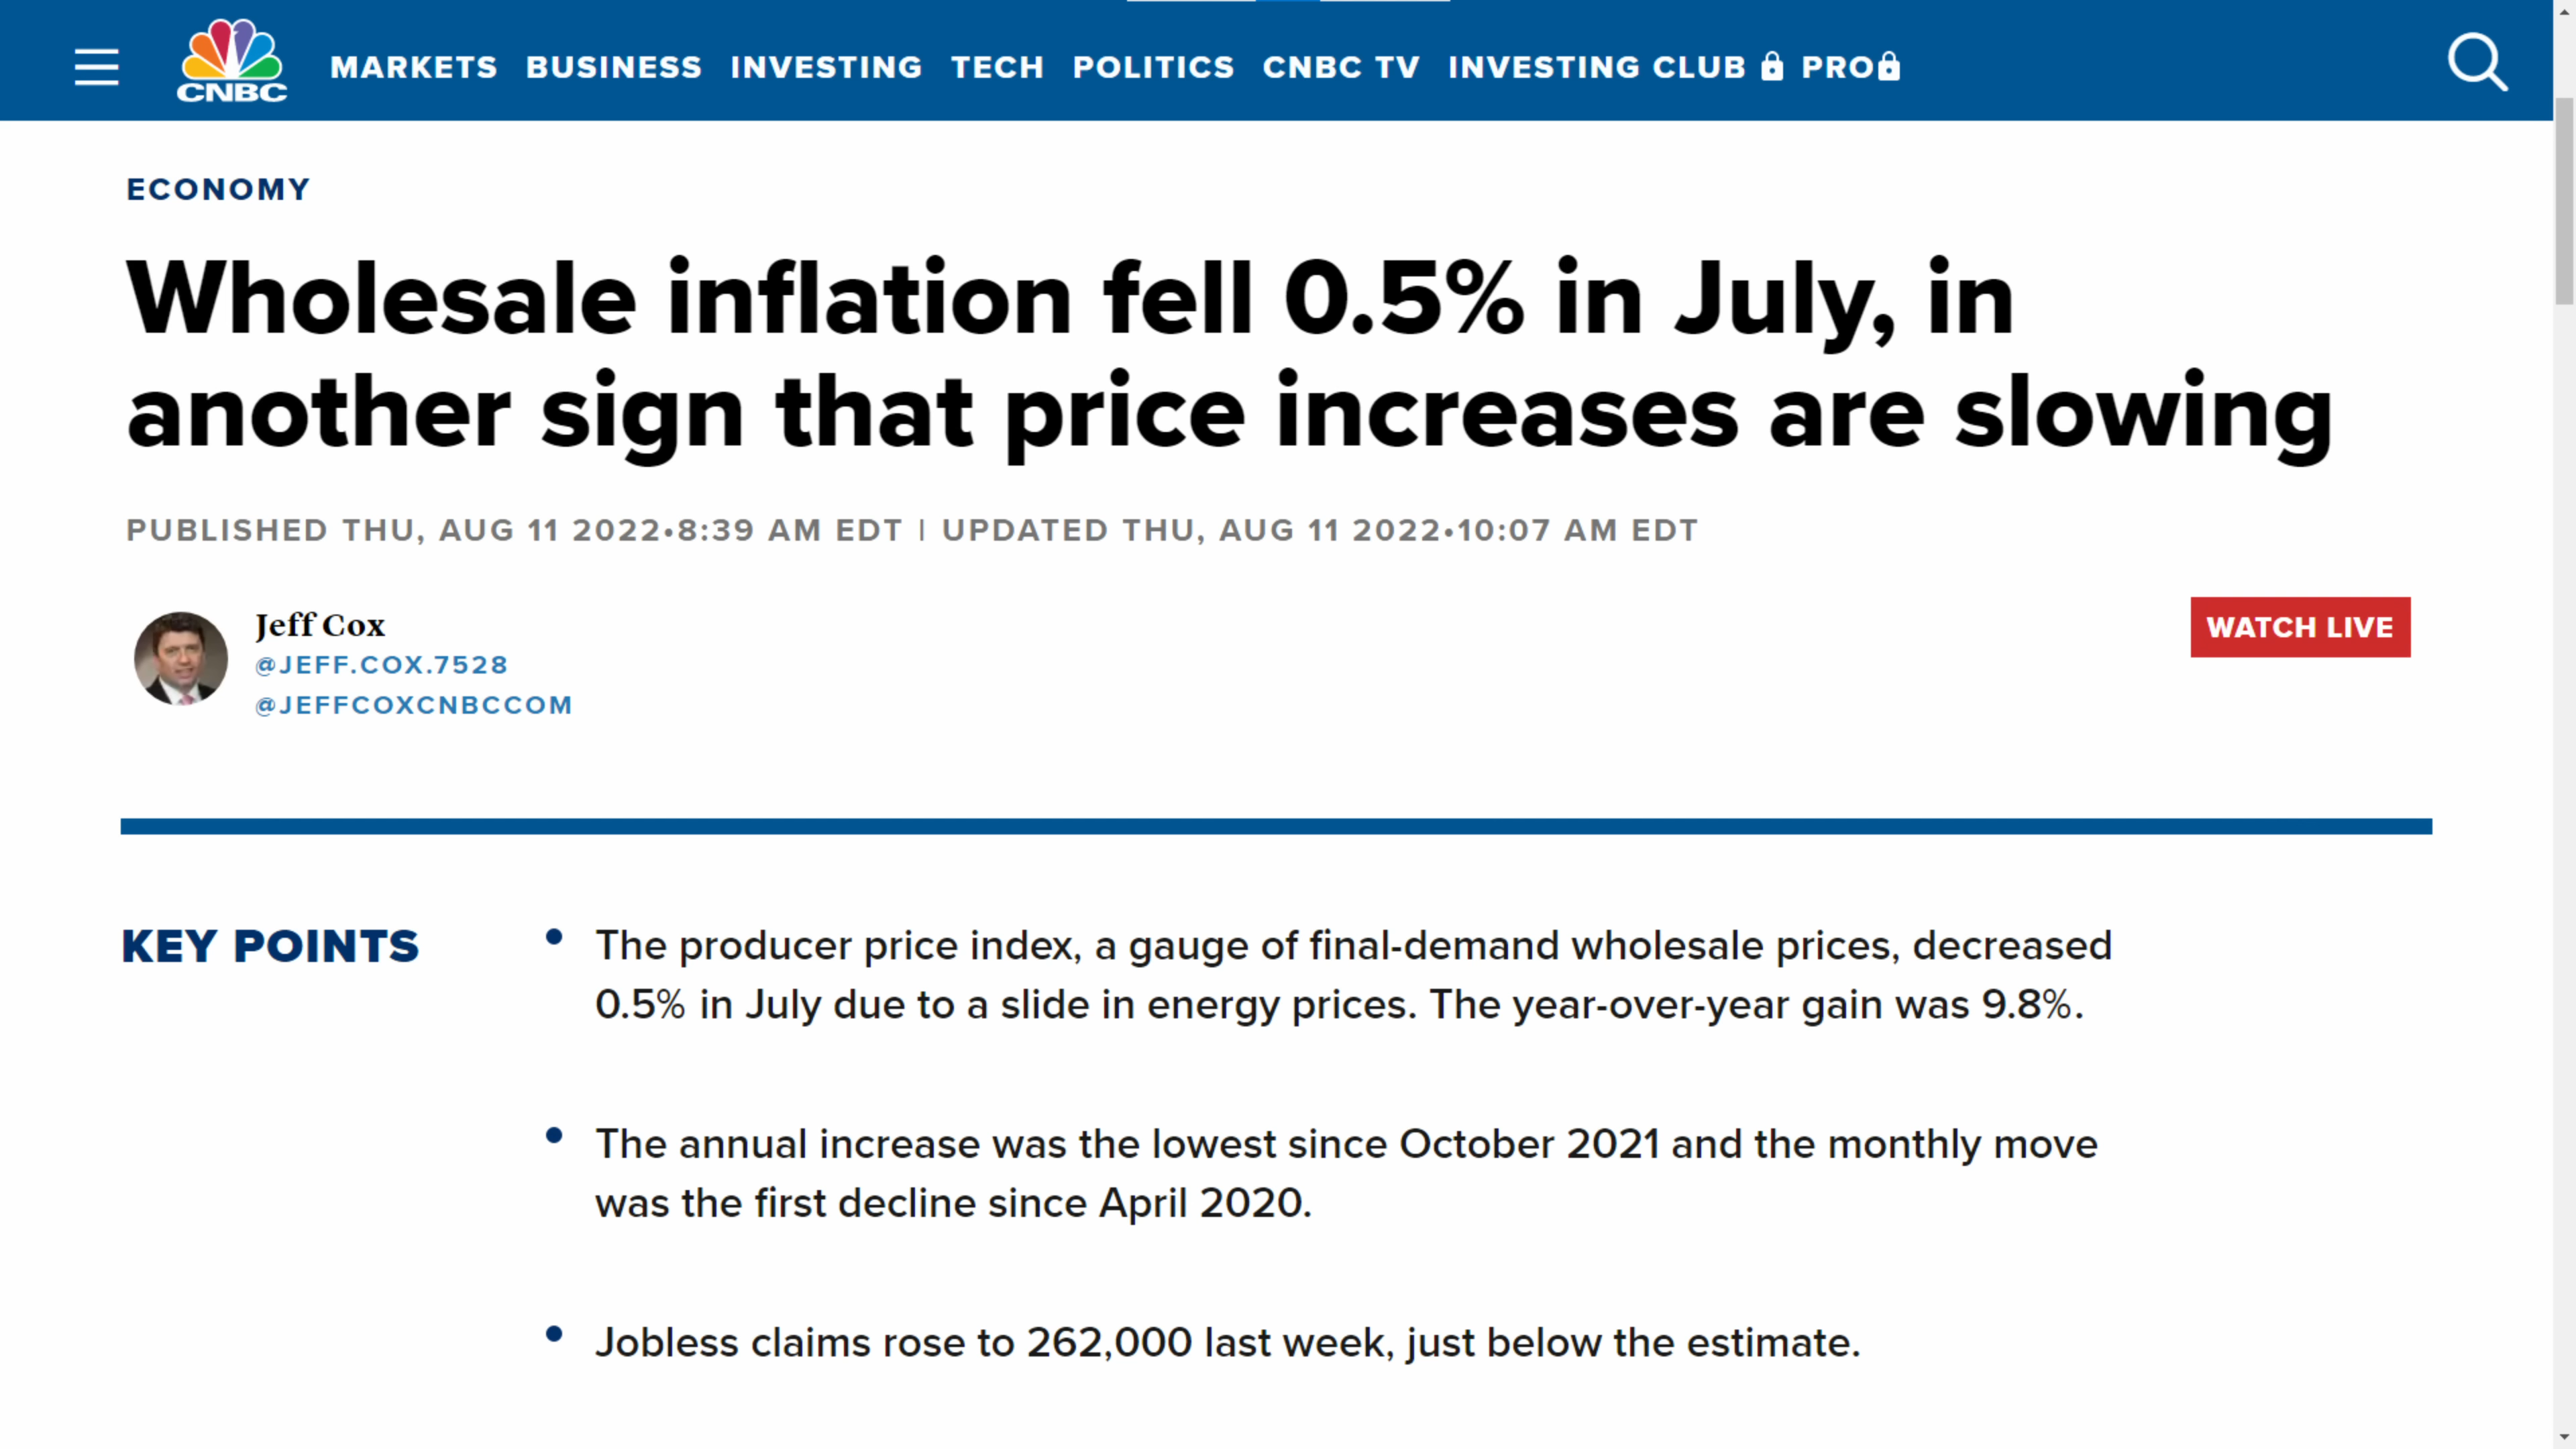 CNBC
MARKETS BUSINESS INVESTING TECH POLITICS CNBC TV INVESTING CLUB PRO
ECONOMY
Wholesale inflation fell 0.5% in July, in
another sign that price increases are slowing
PUBLISHED THU, AUG 11 2022•8:39 AM EDT | UPDATED THU, AUG 11 2022•10:07 AM EDT
Jeff Cox
@JEFF.COX.7528
@JEFFCOXCNBCCOM
WATCH LIVE
KEY POINTS
• The producer price index, a gauge of final-demand wholesale prices, decreased
0.5% in July due to a slide in energy prices. The year-over-year gain was 9.8%.
• The annual increase was the lowest since October 2021 and the monthly move
was the first decline since April 2020.
• Jobless claims rose to 262,000 last week, just below the estimate.